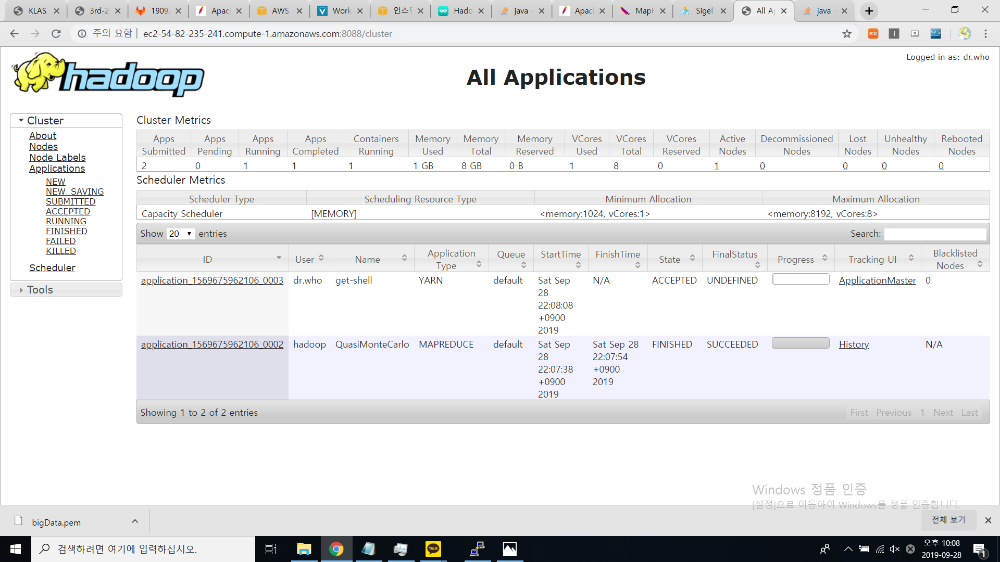 KLAS
3rd-2
1909
Apac
AWS
Work
인스
Hado
java -
Apac
MapR
Sigel
All Ap
java -
주의 요함 | ec2-54-82-235-241.compute-1.amazonaws.com:8088/cluster
Logged in as: dr.who
hadoop
All Applications
Cluster
About
Nodes
Node Labels
Applications
NEW
NEW_SAVING
SUBMITTED
ACCEPTED
RUNNING
FINISHED
FAILED
KILLED
Scheduler
Tools
Cluster Metrics
Apps Submitted Apps Pending Apps Running Apps Completed Containers Running Memory Used Memory Total Memory Reserved VCores Used VCores Total VCores Reserved Active Nodes Decommissioned Nodes Lost Nodes Unhealthy Nodes Rebooted Nodes
2 0 1 1 1 1 GB 8 GB 0 B 1 8 0 1 0 0 0 0
Scheduler Metrics
Scheduler Type Scheduling Resource Type Minimum Allocation Maximum Allocation
Capacity Scheduler [MEMORY] <memory:1024, vCores:1> <memory:8192, vCores:8>
Show 20 entries Search:
ID User Name Application Type Queue StartTime FinishTime State FinalStatus Progress Tracking UI Blacklisted Nodes
application_1569675962106_0003 dr.who get-shell YARN default Sat Sep 28 22:08:08 +0900 2019 N/A ACCEPTED UNDEFINED ApplicationMaster 0
application_1569675962106_0002 hadoop QuasiMonteCarlo MAPREDUCE default Sat Sep 28 22:07:38 +0900 2019 Sat Sep 28 22:07:54 +0900 2019 FINISHED SUCCEEDED History N/A
Showing 1 to 2 of 2 entries First Previous 1 Next Last
Windows 정품 인증
[설정]으로 이동하여 Windows를 정품 인증합니다.
bigData.pem
전체 보기
검색하려면 여기에 입력하십시오.
TALK
오후 10:08
2019-09-28
1